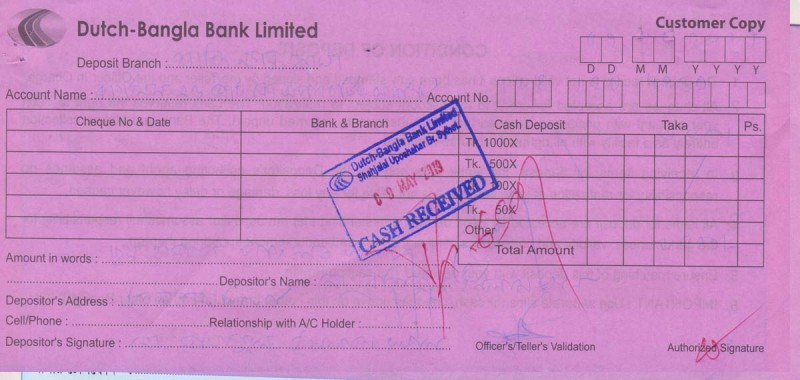 Dutch-Bangla Bank Limited
Customer Copy
Deposit Branch :
D D M M Y Y Y Y
Account Name : Account No.
Cheque No & Date Bank & Branch Cash Deposit Taka Ps.
Tk. 1000X
Tk. 500X
100X
Tk. 50X
Other
Total Amount
Dutch-Bangla Bank Limited
Shahjalal Uposhahar Br. Sylhet.
09 MAY 2019
CASH RECEIVED
Amount in words :
Depositor's Name :
Depositor's Address :
Cell/Phone : Relationship with A/C Holder :
Depositor's Signature : Officer's/Teller's Validation Authorized Signature